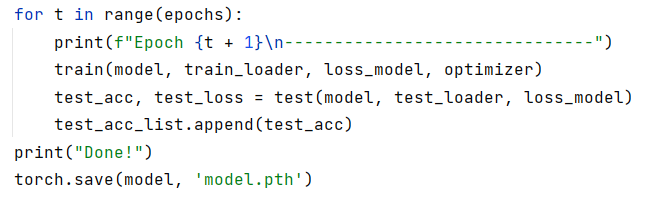 for t in range(epochs):
    print(f"Epoch {t + 1}\n-------------------------------")
    train(model, train_loader, loss_model, optimizer)
    test_acc, test_loss = test(model, test_loader, loss_model)
    test_acc_list.append(test_acc)
print("Done!")
torch.save(model, 'model.pth')